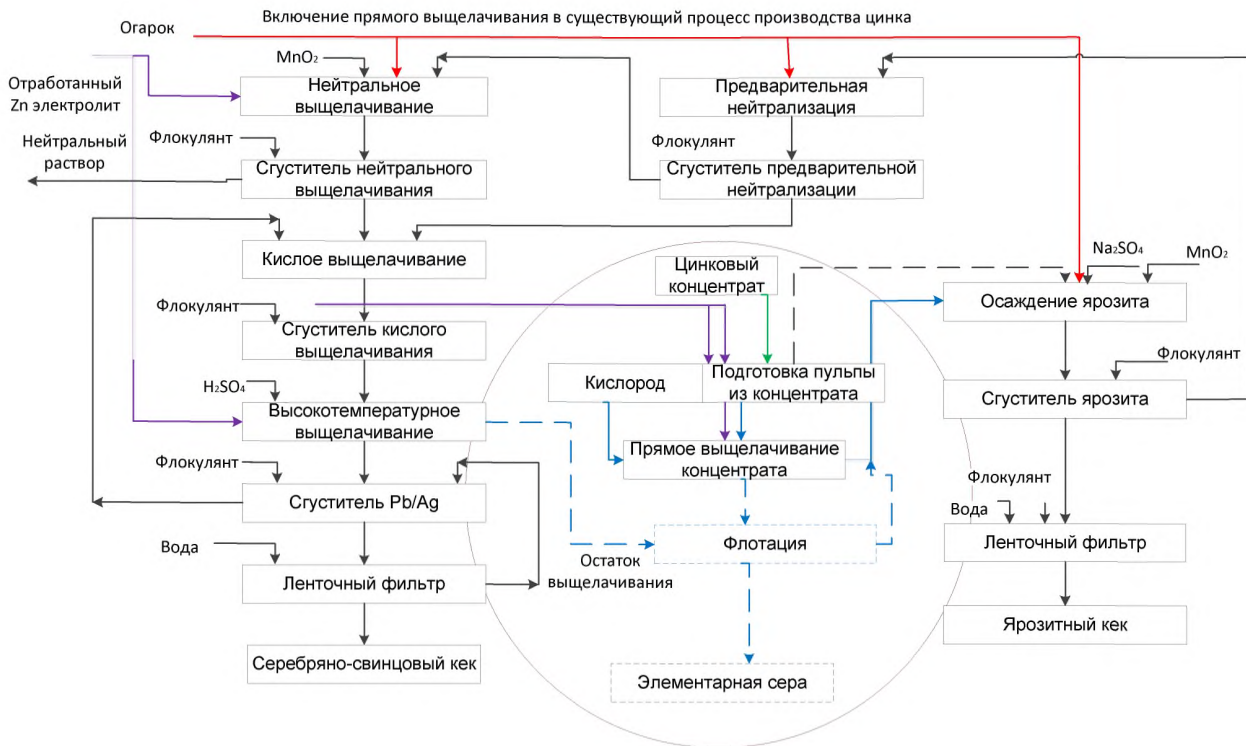 Включение прямого выщелачивания в существующий процесс производства цинка
Огарок
MnO₂
Отработанный
Zn электролит
Нейтральное
выщелачивание
Предварительная
нейтрализация
Нейтральный
раствор
Флокулянт
Флокулянт
Сгуститель нейтрального
выщелачивания
Сгуститель предварительной
нейтрализации
Кислое выщелачивание
Цинковый
концентрат
Na₂SO₄
MnO₂
Осаждение ярозита
Флокулянт
Сгуститель кислого
выщелачивания
Флокулянт
Кислород
Подготовка пульпы
из концентрата
Сгуститель ярозита
H₂SO₄
Высокотемпературное
выщелачивание
Прямое выщелачивание
концентрата
Флокулянт
Сгуститель Pb/Ag
Флокулянт
Вода
Вода
Флотация
Ленточный фильтр
Остаток
выщелачивания
Ленточный фильтр
Ярозитный кек
Серебряно-свинцовый кек
Элементарная сера